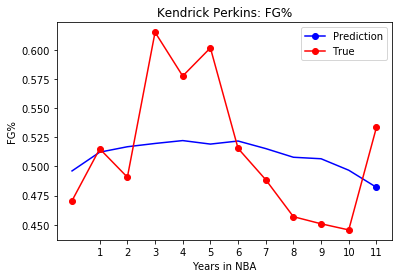 Kendrick Perkins: FG%
Prediction
True
FG%
0.600
0.575
0.550
0.525
0.500
0.475
0.450
1 2 3 4 5 6 7 8 9 10 11
Years in NBA